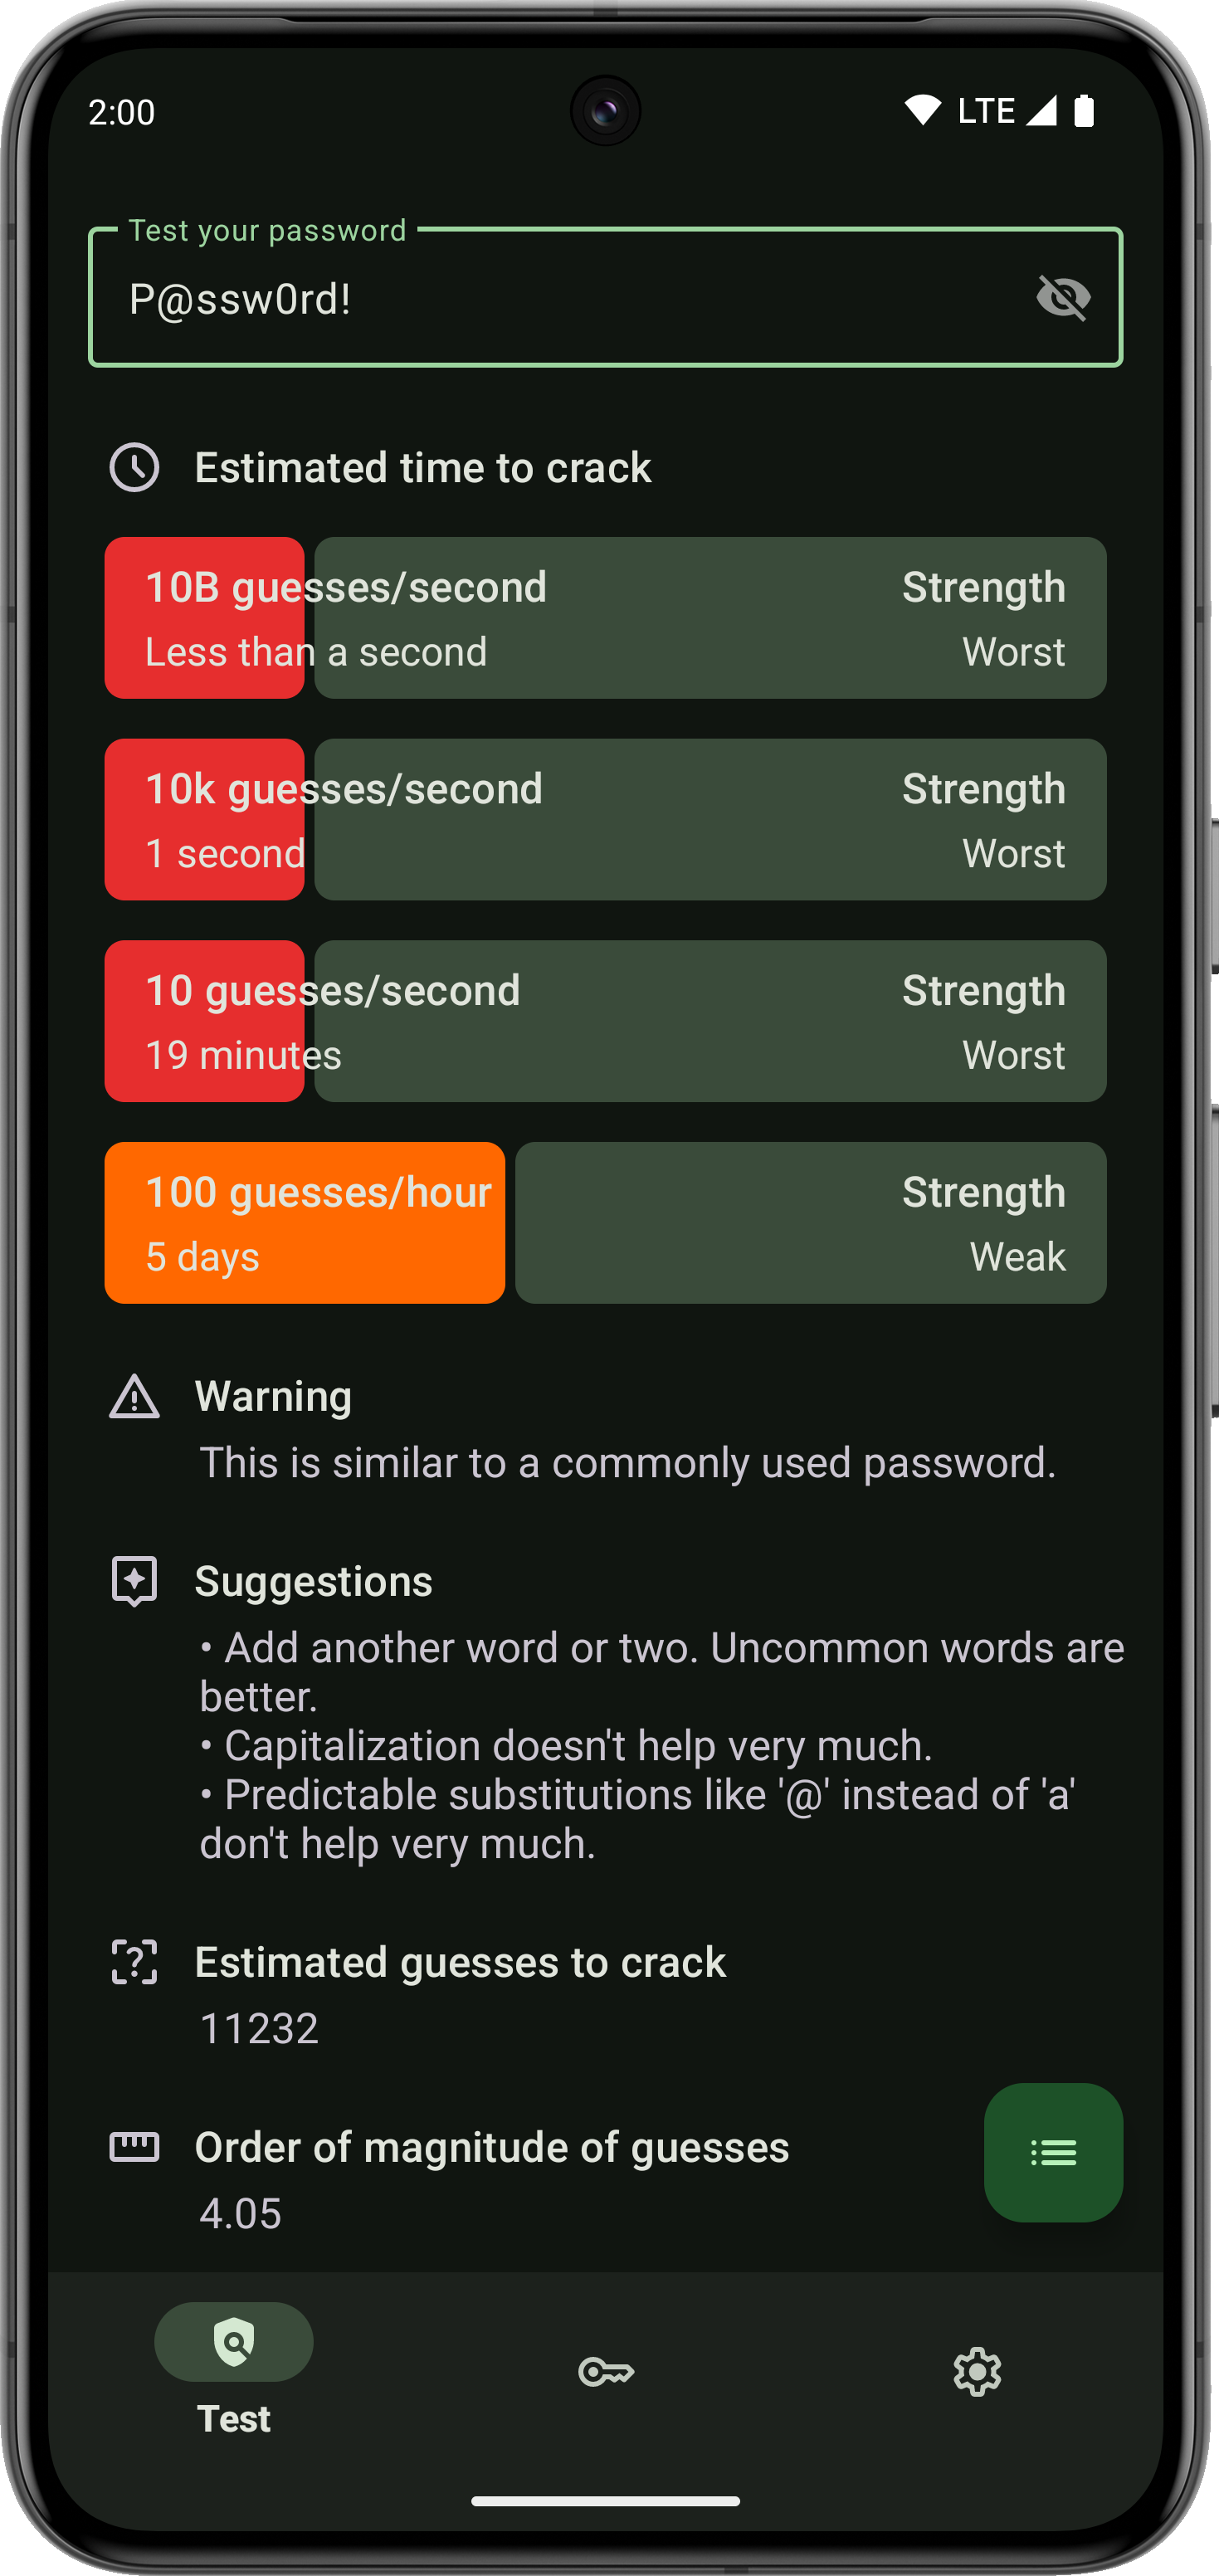 2:00
LTE
Test your password
P@ssw0rd!
Estimated time to crack
10B guesses/second
Strength
Less than a second
Worst
10k guesses/second
Strength
1 second
Worst
10 guesses/second
Strength
19 minutes
Worst
100 guesses/hour
Strength
5 days
Weak
Warning
This is similar to a commonly used password.
Suggestions
• Add another word or two. Uncommon words are
better.
• Capitalization doesn't help very much.
• Predictable substitutions like '@' instead of 'a'
don't help very much.
Estimated guesses to crack
11232
Order of magnitude of guesses
4.05
Test